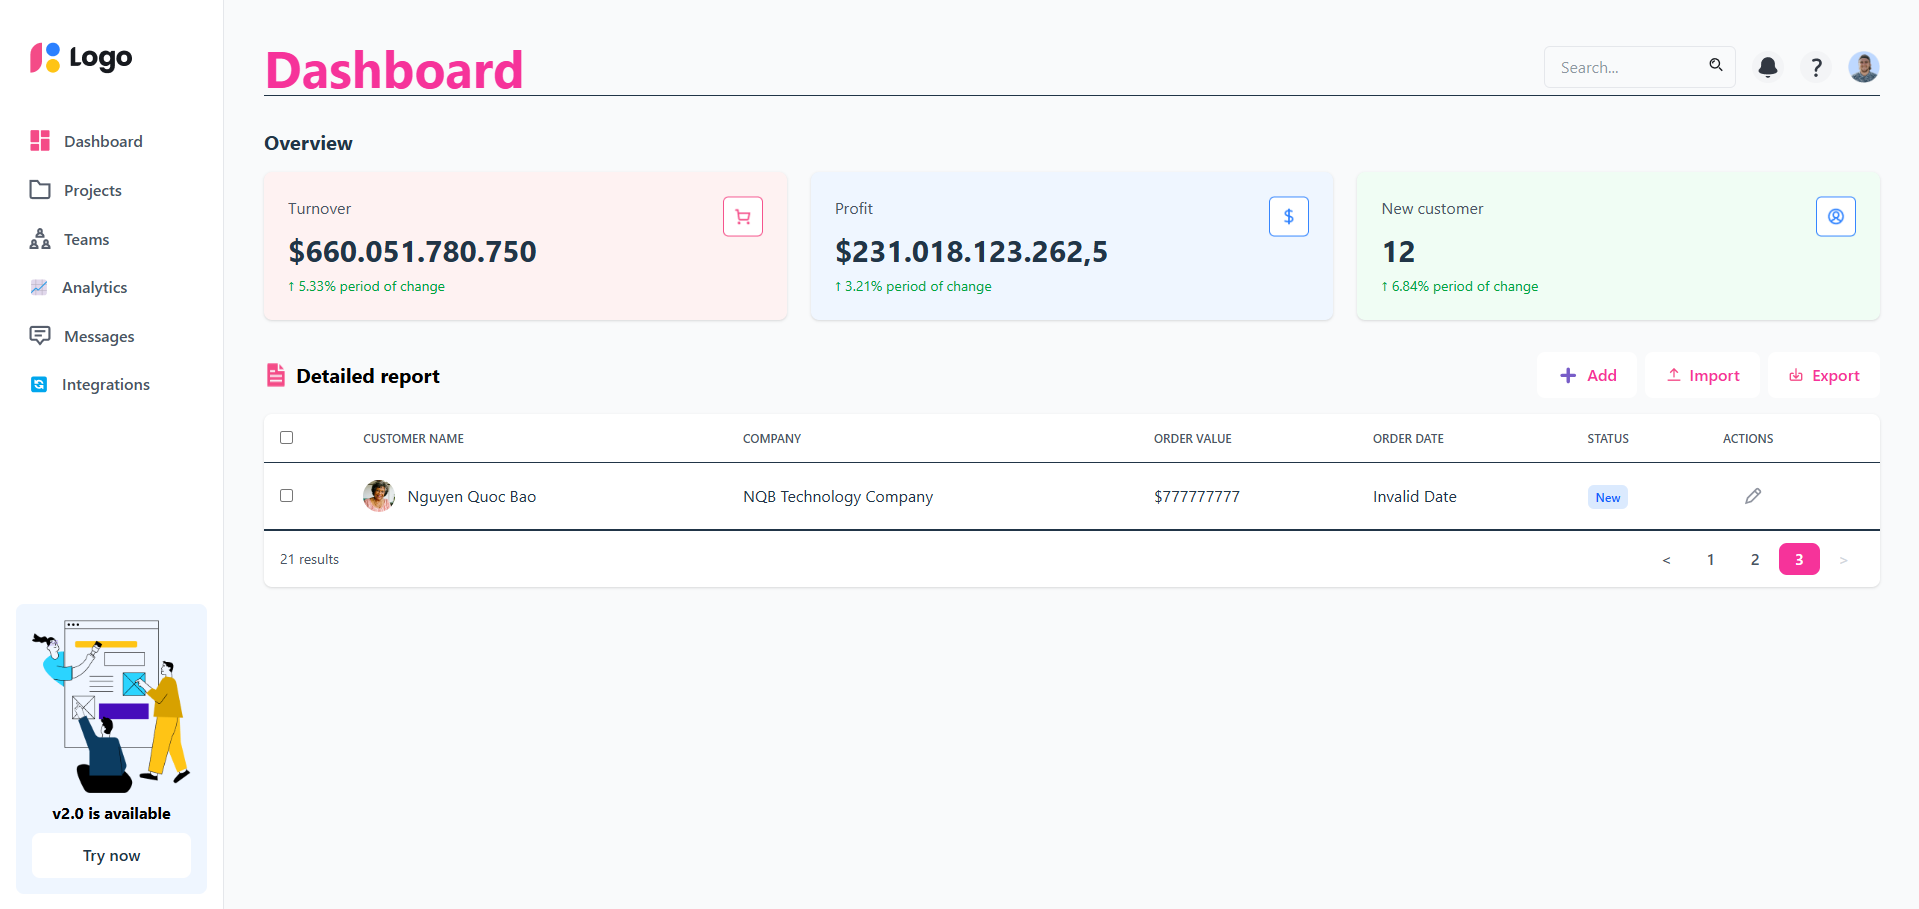 Logo
Dashboard
Projects
Teams
Analytics
Messages
Integrations
v2.0 is available
Try now
Dashboard
Search...
?
Overview
Turnover
$660.051.780.750
↑ 5.33% period of change
Profit
$231.018.123.262,5
↑ 3.21% period of change
$
New customer
12
↑ 6.84% period of change
Detailed report
Add
Import
Export
CUSTOMER NAME COMPANY ORDER VALUE ORDER DATE STATUS ACTIONS
Nguyen Quoc Bao NQB Technology Company $777777777 Invalid Date New
21 results
< 1 2 3 >